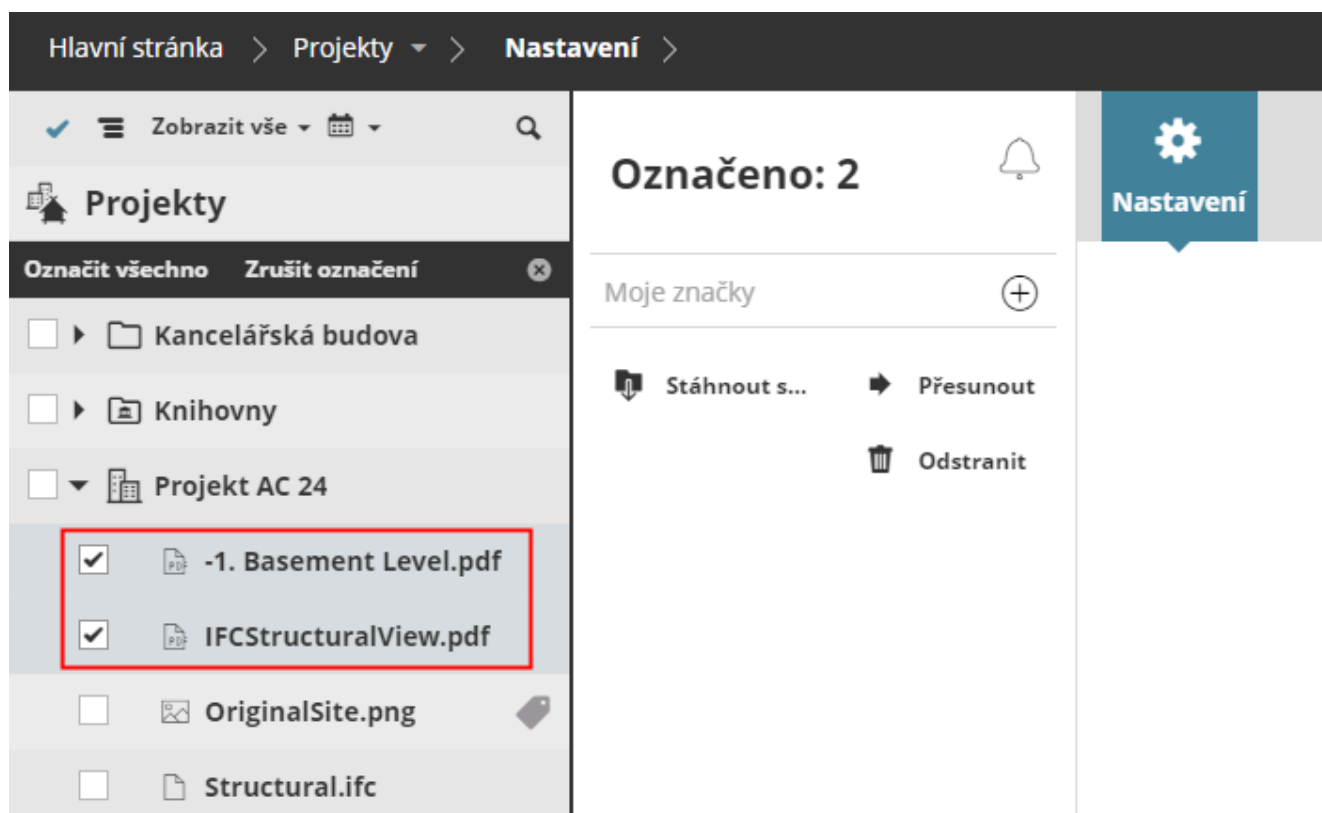 Hlavní stránka > Projekty > Nastavení >
Zobrazit vše
Projekty
Označit všechno Zrušit označení
Kancelářská budova
Knihovny
Projekt AC 24
-1. Basement Level.pdf
IFCStructuralView.pdf
OriginalSite.png
Structural.ifc
Označeno: 2
Moje značky
Stáhnout s... Přesunout
Odstranit
Nastavení